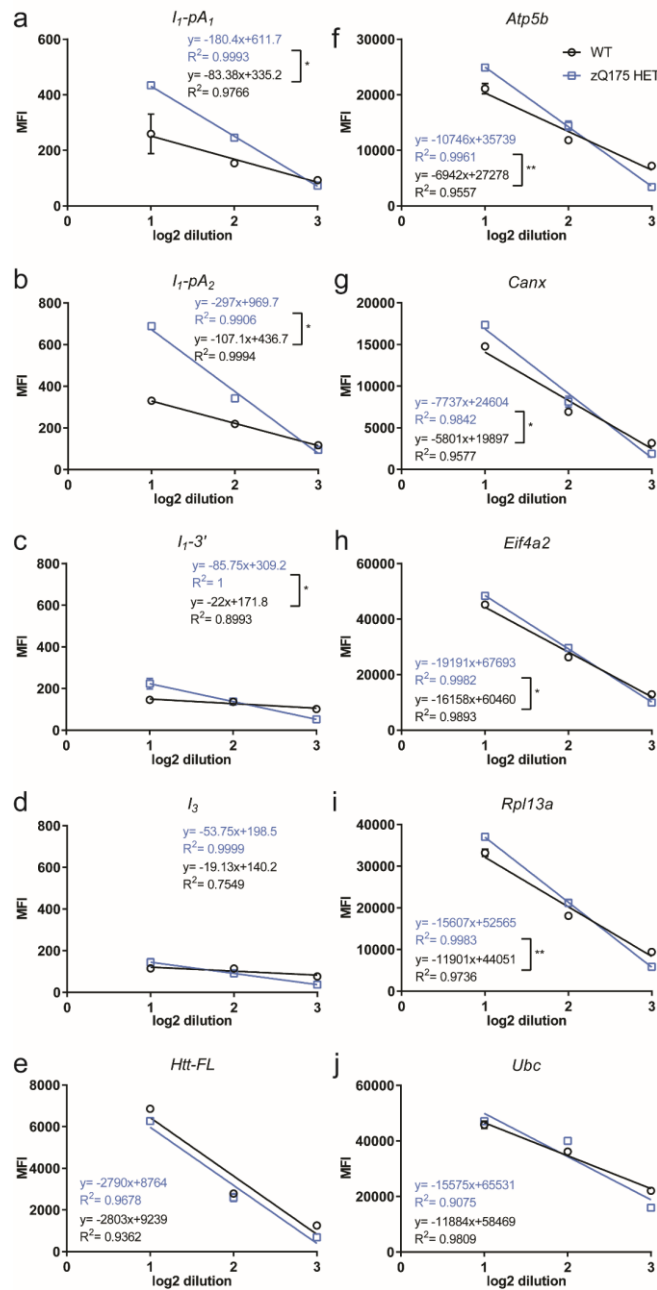 a
I₁-pA₁
600
400
200
0
MFI
0
1
2
3
log2 dilution
y= -180.4x+611.7
R²= 0.9993
y= -83.38x+335.2
R²= 0.9766
*
f
Atp5b
30000
20000
10000
0
MFI
0
1
2
3
log2 dilution
WT
zQ175 HET
y= -10746x+35739
R²= 0.9961
y= -6942x+27278
R²= 0.9557
**
b
I₁-pA₂
800
600
400
200
0
MFI
0
1
2
3
log2 dilution
y= -297x+969.7
R²= 0.9906
y= -107.1x+436.7
R²= 0.9994
*
g
Canx
20000
15000
10000
5000
0
MFI
0
1
2
3
log2 dilution
y= -7737x+24604
R²= 0.9842
y= -5801x+19897
R²= 0.9577
*
c
I₁-3'
800
600
400
200
0
MFI
0
1
2
3
log2 dilution
y= -85.75x+309.2
R²= 1
y= -22x+171.8
R²= 0.8993
*
h
Eif4a2
60000
40000
20000
0
MFI
0
1
2
3
log2 dilution
y= -19191x+67693
R²= 0.9982
y= -16158x+60460
R²= 0.9893
*
d
I₃
800
600
400
200
0
MFI
0
1
2
3
log2 dilution
y= -53.75x+198.5
R²= 0.9999
y= -19.13x+140.2
R²= 0.7549
i
Rpl13a
40000
30000
20000
10000
0
MFI
0
1
2
3
log2 dilution
y= -15607x+52565
R²= 0.9983
y= -11901x+44051
R²= 0.9736
**
e
Htt-FL
8000
6000
4000
2000
0
MFI
0
1
2
3
log2 dilution
y= -2790x+8764
R²= 0.9678
y= -2803x+9239
R²= 0.9362
j
Ubc
60000
40000
20000
0
MFI
0
1
2
3
log2 dilution
y= -15575x+65531
R²= 0.9075
y= -11884x+58469
R²= 0.9809